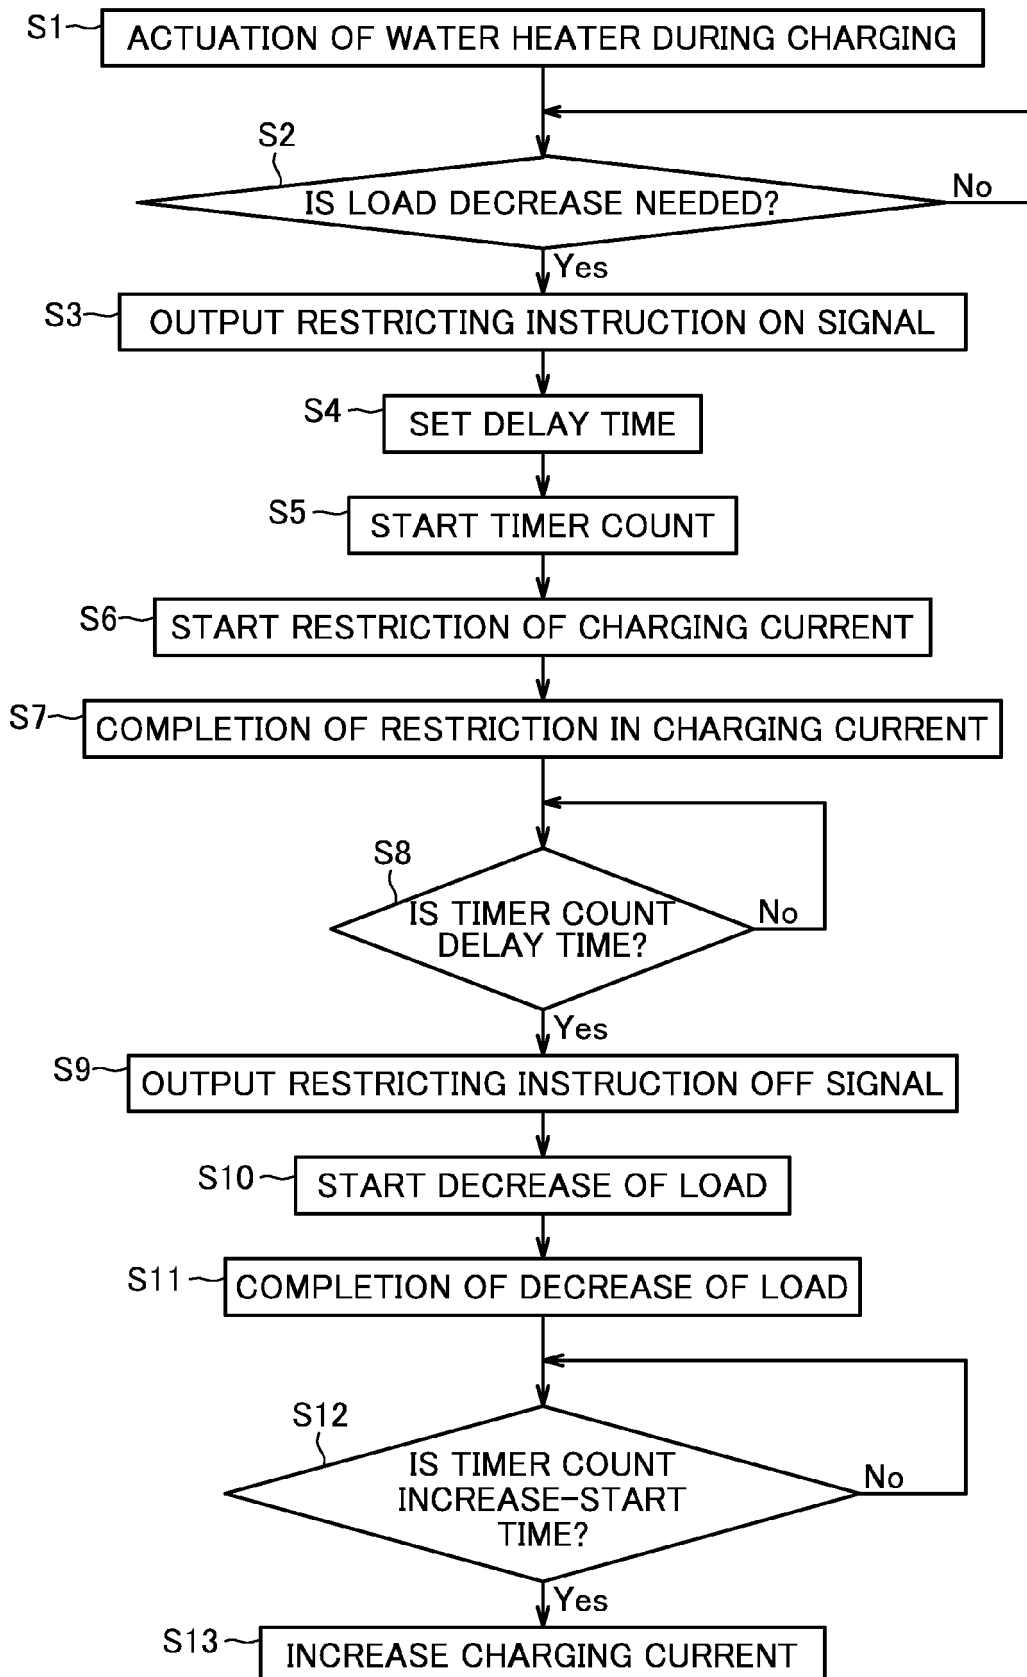 S1
ACTUATION OF WATER HEATER DURING CHARGING
S2
IS LOAD DECREASE NEEDED?
No
Yes
S3
OUTPUT RESTRICTING INSTRUCTION ON SIGNAL
S4
SET DELAY TIME
S5
START TIMER COUNT
S6
START RESTRICTION OF CHARGING CURRENT
S7
COMPLETION OF RESTRICTION IN CHARGING CURRENT
S8
IS TIMER COUNT
DELAY TIME?
No
Yes
S9
OUTPUT RESTRICTING INSTRUCTION OFF SIGNAL
S10
START DECREASE OF LOAD
S11
COMPLETION OF DECREASE OF LOAD
S12
IS TIMER COUNT
INCREASE-START
TIME?
No
Yes
S13
INCREASE CHARGING CURRENT